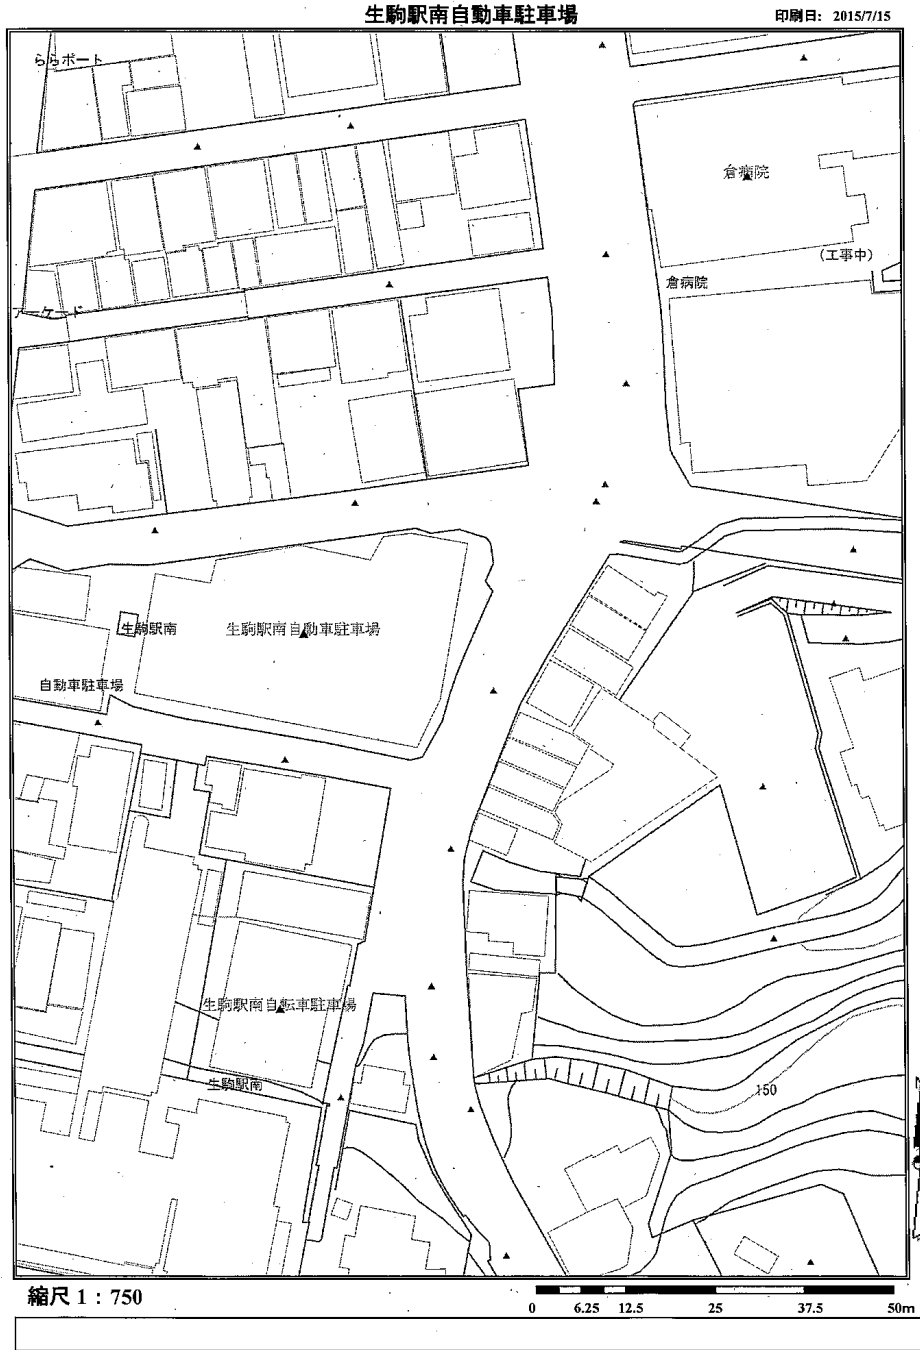 生駒駅南自動車駐車場
印刷日: 2015/7/15
ららポート
倉病院
(工事中)
倉病院
アーケード
生駒駅南
生駒駅南自動車駐車場
自動車駐車場
生駒駅南自転車駐車場
生駒駅南
150
縮尺 1 : 750
0 6.25 12.5 25 37.5 50m